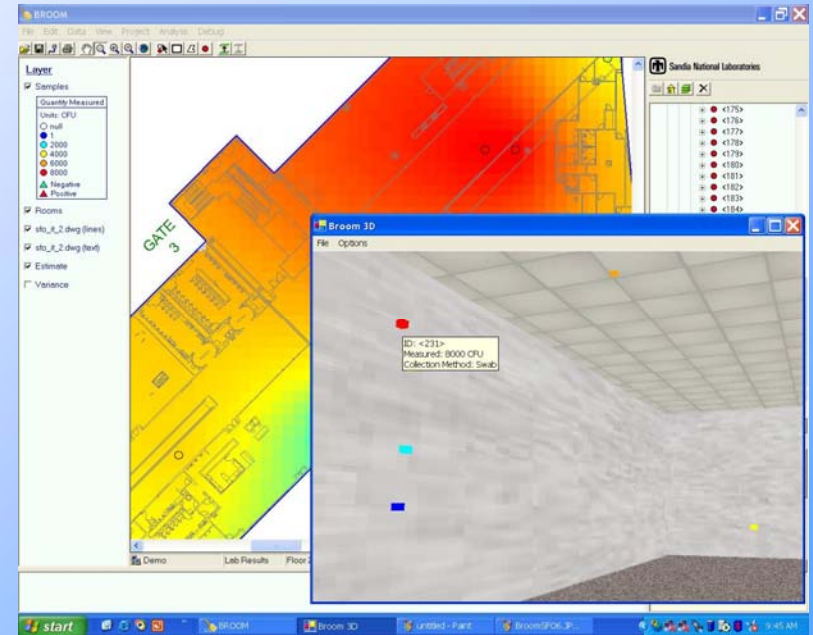 BROOM
File Edit Data View Project Analysis Debug
Layer
Samples
Quantity Measured
Units: CFU
null
1
2000
4000
6000
8000
Negative
Positive
Rooms
sfo_it_2.dwg (lines)
sfo_it_2.dwg (text)
Estimate
Variance
GATE
3
Sandia National Laboratories
<175>
<176>
<177>
<178>
<179>
<180>
<181>
<182>
<183>
<184>
Broom 3D
File Options
ID: <231>
Measured: 8000 CFU
Collection Method: Swab
Demo Lab Results Floor
start BROOM Broom 3D untitled - Paint BroomSFO6.JP... 9:45 AM